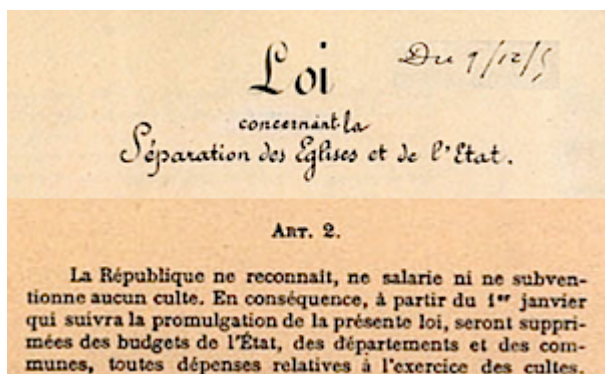 Loi
Du 9/12/5
concernant la
Séparation des Eglises et de l'Etat.
ART. 2.
La République ne reconnait, ne salarie ni ne subven-
tionne aucun culte. En conséquence, à partir du 1er janvier
qui suivra la promulgation de la présente loi, seront suppri-
mées des budgets de l'État, des départements et des com-
munes, toutes dépenses relatives à l'exercice des cultes.